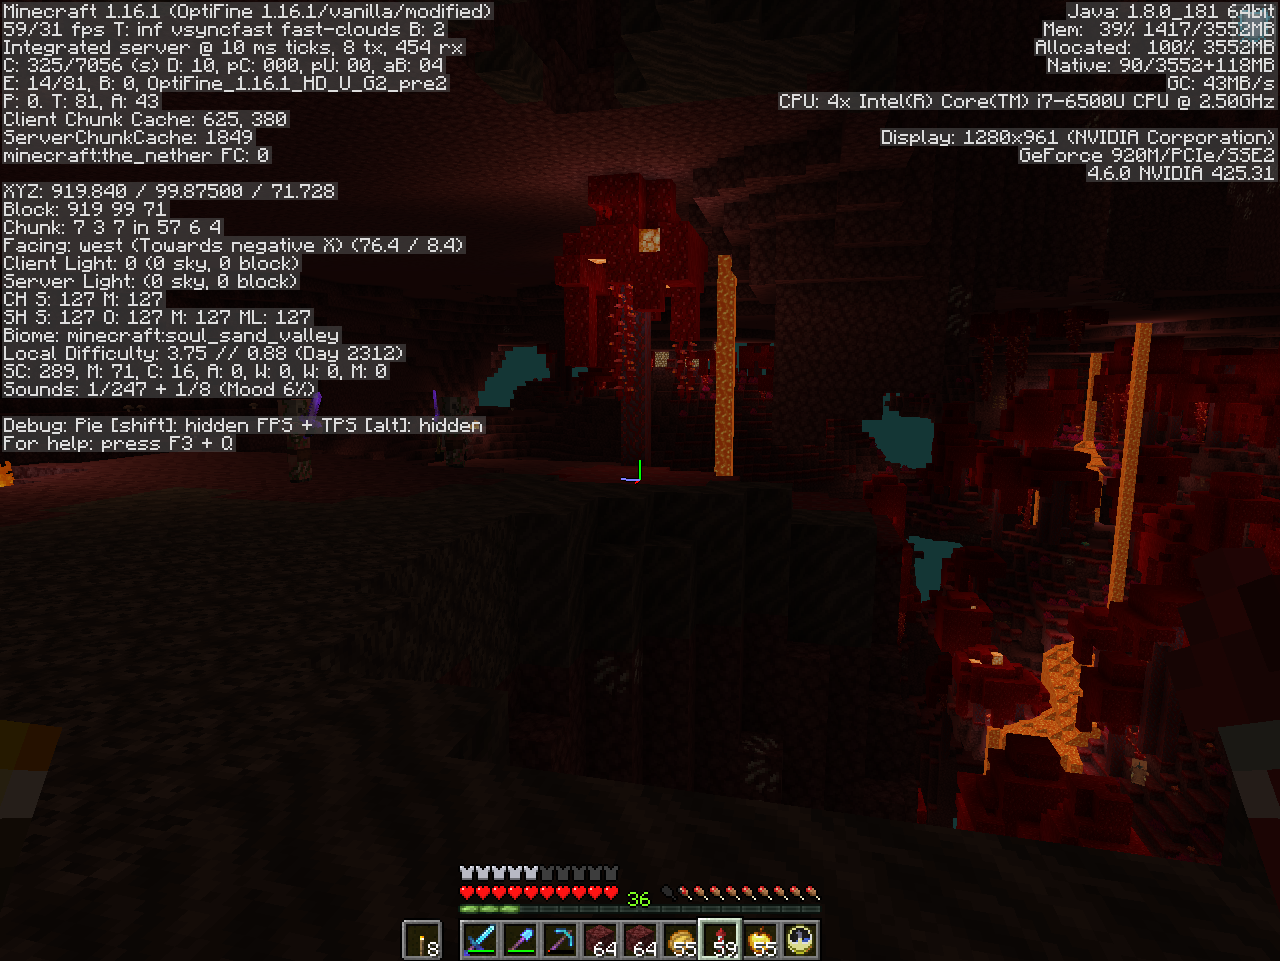 Minecraft 1.16.1 (OptiFine 1.16.1/vanilla/modified)
59/31 fps T: inf vsyncfast fast-clouds B: 2
Integrated server @ 10 ms ticks, 8 tx, 454 rx
C: 325/7056 (s) D: 10, pC: 000, pU: 00, aB: 04
E: 14/81, B: 0, OptiFine_1.16.1_HD_U_G2_pre2
P: 0. T: 81, A: 43
Client Chunk Cache: 625, 380
ServerChunkCache: 1849
minecraft:the_nether FC: 0
XYZ: 919.840 / 99.87500 / 71.728
Block: 919 99 71
Chunk: 7 3 7 in 57 6 4
Facing: west (Towards negative X) (76.4 / 8.4)
Client Light: 0 (0 sky, 0 block)
Server Light: (0 sky, 0 block)
CH S: 127 M: 127
SH S: 127 O: 127 M: 127 ML: 127
Biome: minecraft:soul_sand_valley
Local Difficulty: 3.75 // 0.88 (Day 2312)
SC: 289, M: 71, C: 16, A: 0, W: 0, W: 0, M: 0
Sounds: 1/247 + 1/8 (Mood 6%)
Debug: Pie [shift]: hidden FPS + TPS [alt]: hidden
For help: press F3 + Q
Java: 1.8.0_181 64bit
Mem: 39% 1417/3552MB
Allocated: 100% 3552MB
Native: 90/3552+118MB
GC: 43MB/s
CPU: 4x Intel(R) Core(TM) i7-6500U CPU @ 2.50GHz
Display: 1280x961 (NVIDIA Corporation)
GeForce 920M/PCIe/SSE2
4.6.0 NVIDIA 425.31
36
8 64 64 55 59 55